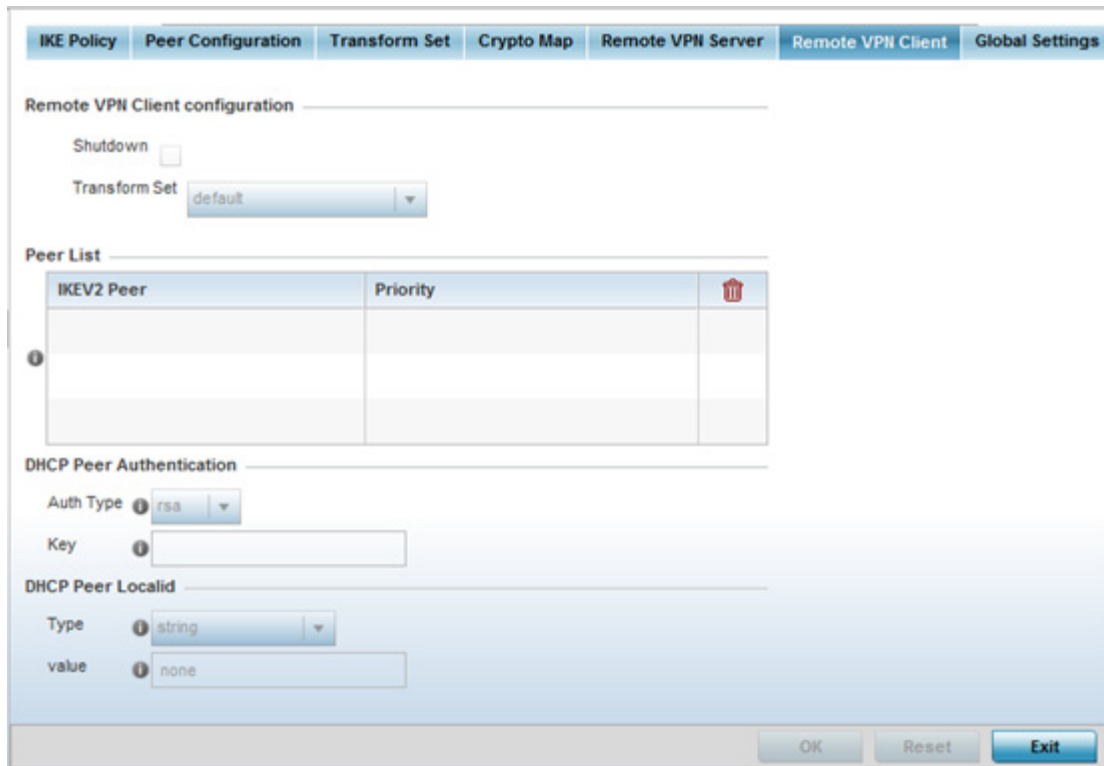 IKE Policy Peer Configuration Transform Set Crypto Map Remote VPN Server Remote VPN Client Global Settings
Remote VPN Client configuration
Shutdown
Transform Set default
Peer List
IKEV2 Peer Priority
DHCP Peer Authentication
Auth Type rsa
Key
DHCP Peer Localid
Type string
value none
OK Reset Exit